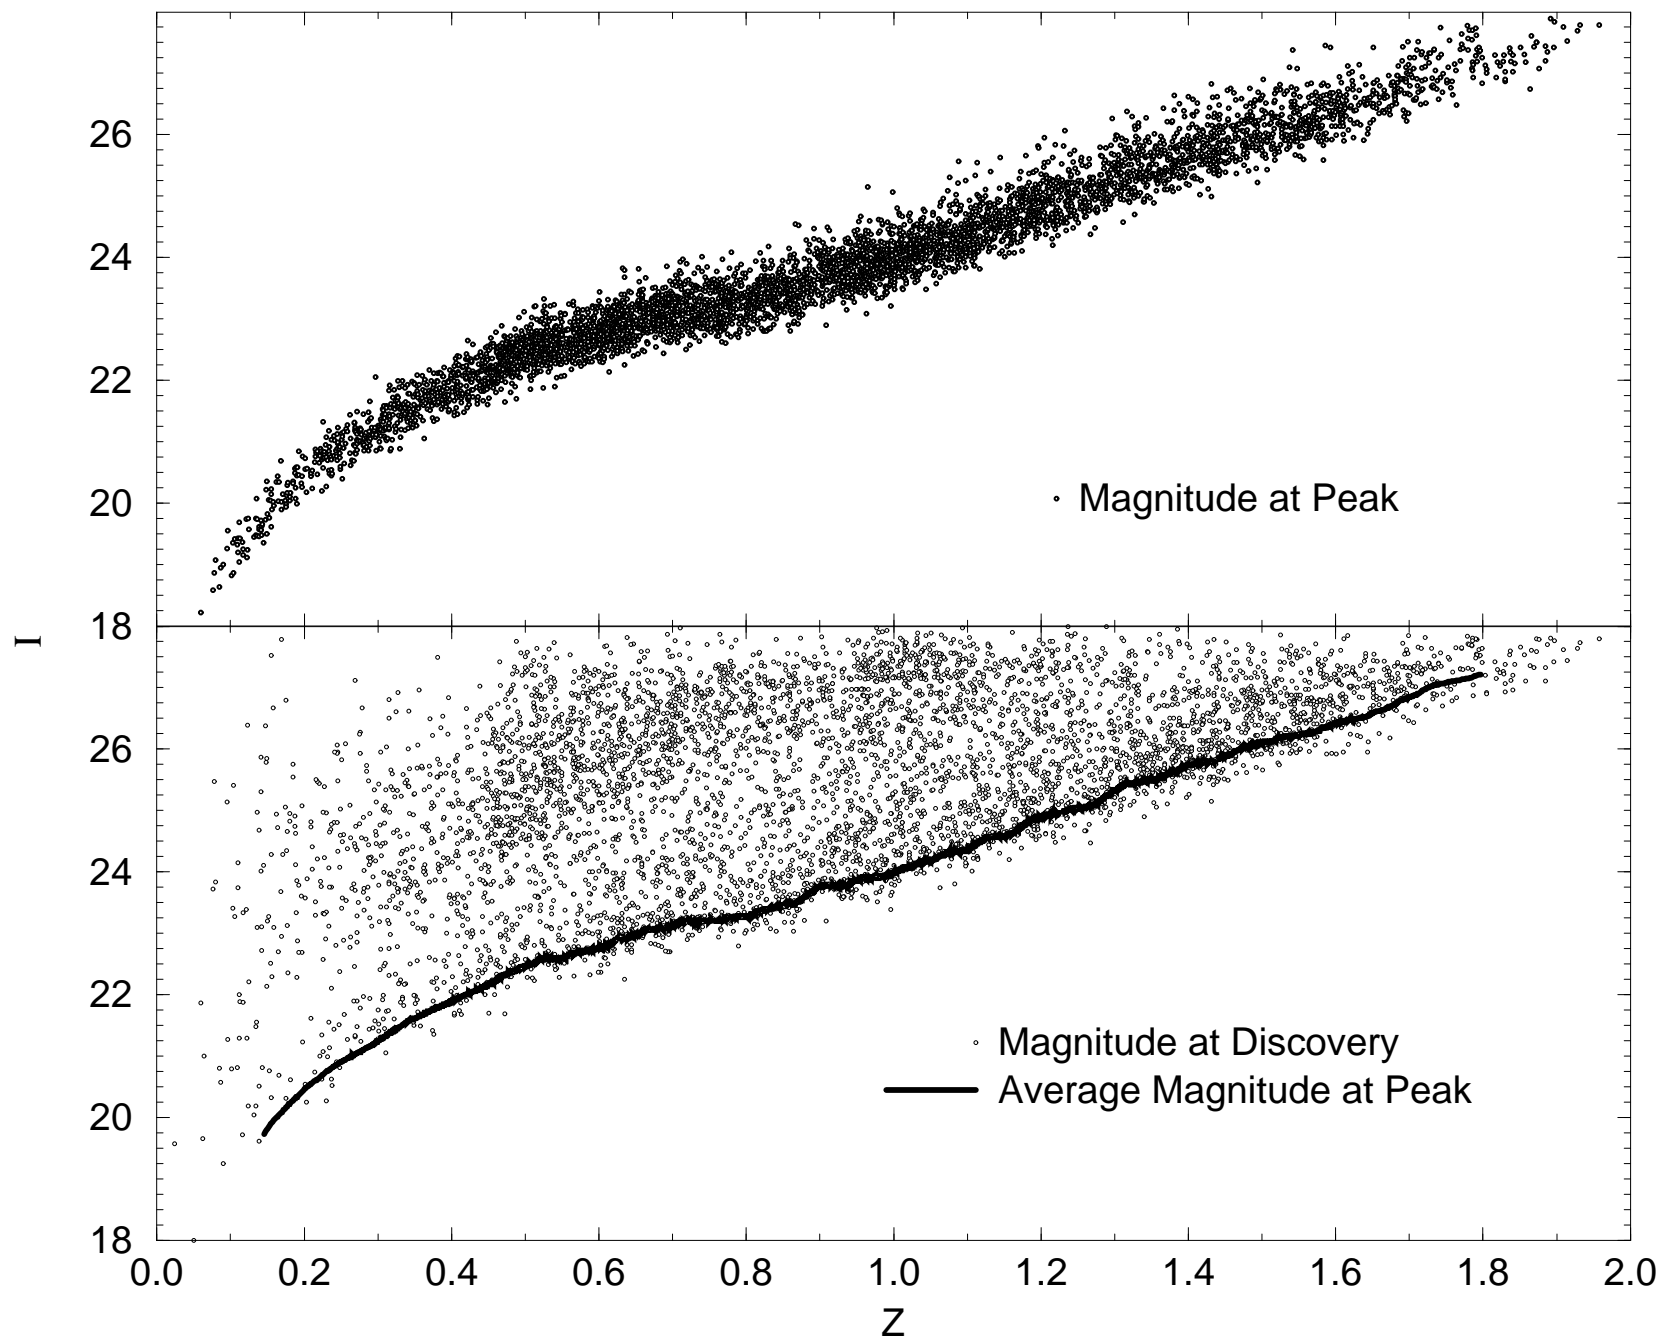 26
24
22
20
Magnitude at Peak
18
I
26
24
22
Magnitude at Discovery
Average Magnitude at Peak
20
18
0.0 0.2 0.4 0.6 0.8 1.0 1.2 1.4 1.6 1.8 2.0
Z